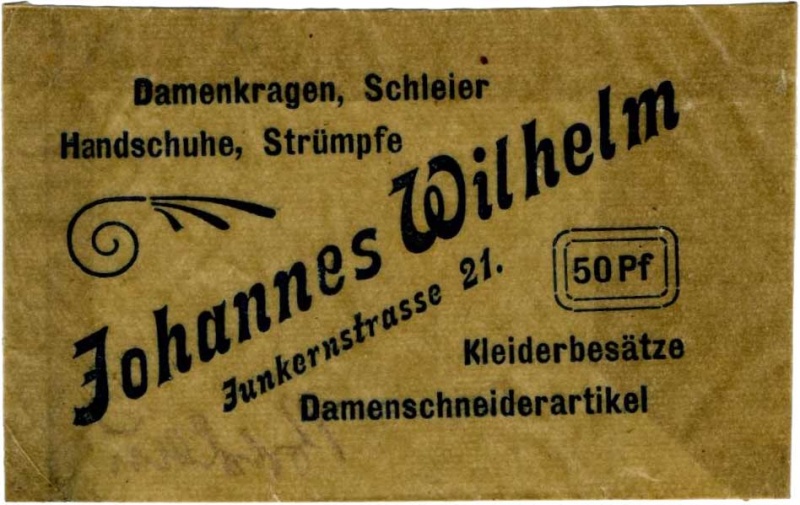 Damenkragen, Schleier
Handschuhe, Strümpfe
Johannes Wilhelm
Junkernstrasse 21.
50 Pf
Kleiderbesätze
Damenschneiderartikel